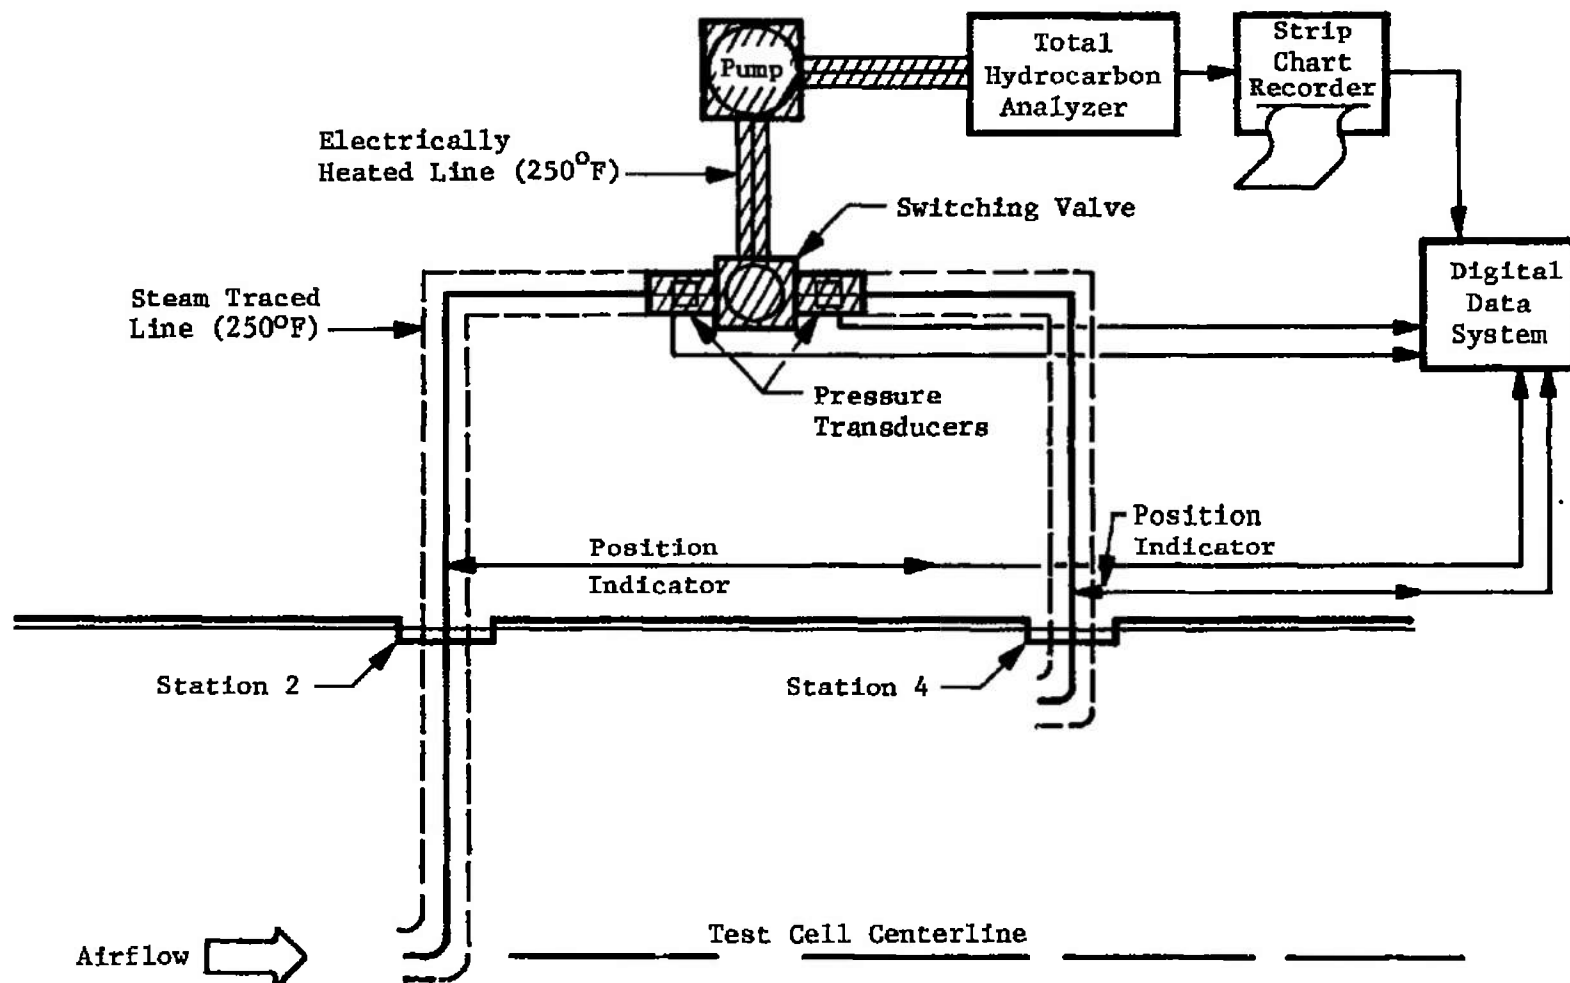 Pump
Total
Hydrocarbon
Analyzer
Strip
Chart
Recorder
Electrically
Heated Line (250°F)
Switching Valve
Steam Traced
Line (250°F)
Digital
Data
System
Pressure
Transducers
Position
Indicator
Position
Indicator
Station 2
Station 4
Test Cell Centerline
Airflow